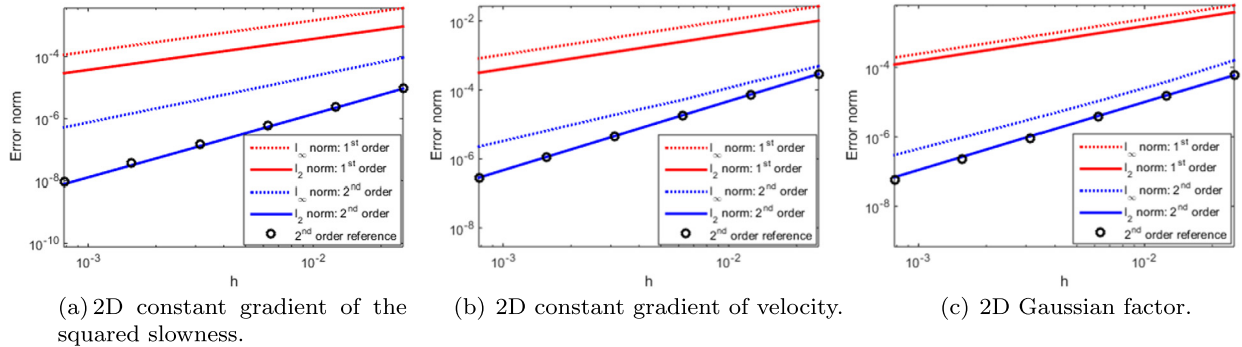 10⁻⁴
10⁻⁶
10⁻⁸
10⁻¹⁰
Error norm
10⁻³
10⁻²
h
l∞ norm: 1st order
l2 norm: 1st order
l∞ norm: 2nd order
l2 norm: 2nd order
2nd order reference
(a) 2D constant gradient of the
squared slowness.
10⁻²
10⁻⁴
10⁻⁶
10⁻⁸
Error norm
10⁻³
10⁻²
h
l∞ norm: 1st order
l2 norm: 1st order
l∞ norm: 2nd order
l2 norm: 2nd order
2nd order reference
(b) 2D constant gradient of velocity.
10⁻⁴
10⁻⁶
10⁻⁸
Error norm
10⁻³
10⁻²
h
l∞ norm: 1st order
l2 norm: 1st order
l∞ norm: 2nd order
l2 norm: 2nd order
2nd order reference
(c) 2D Gaussian factor.